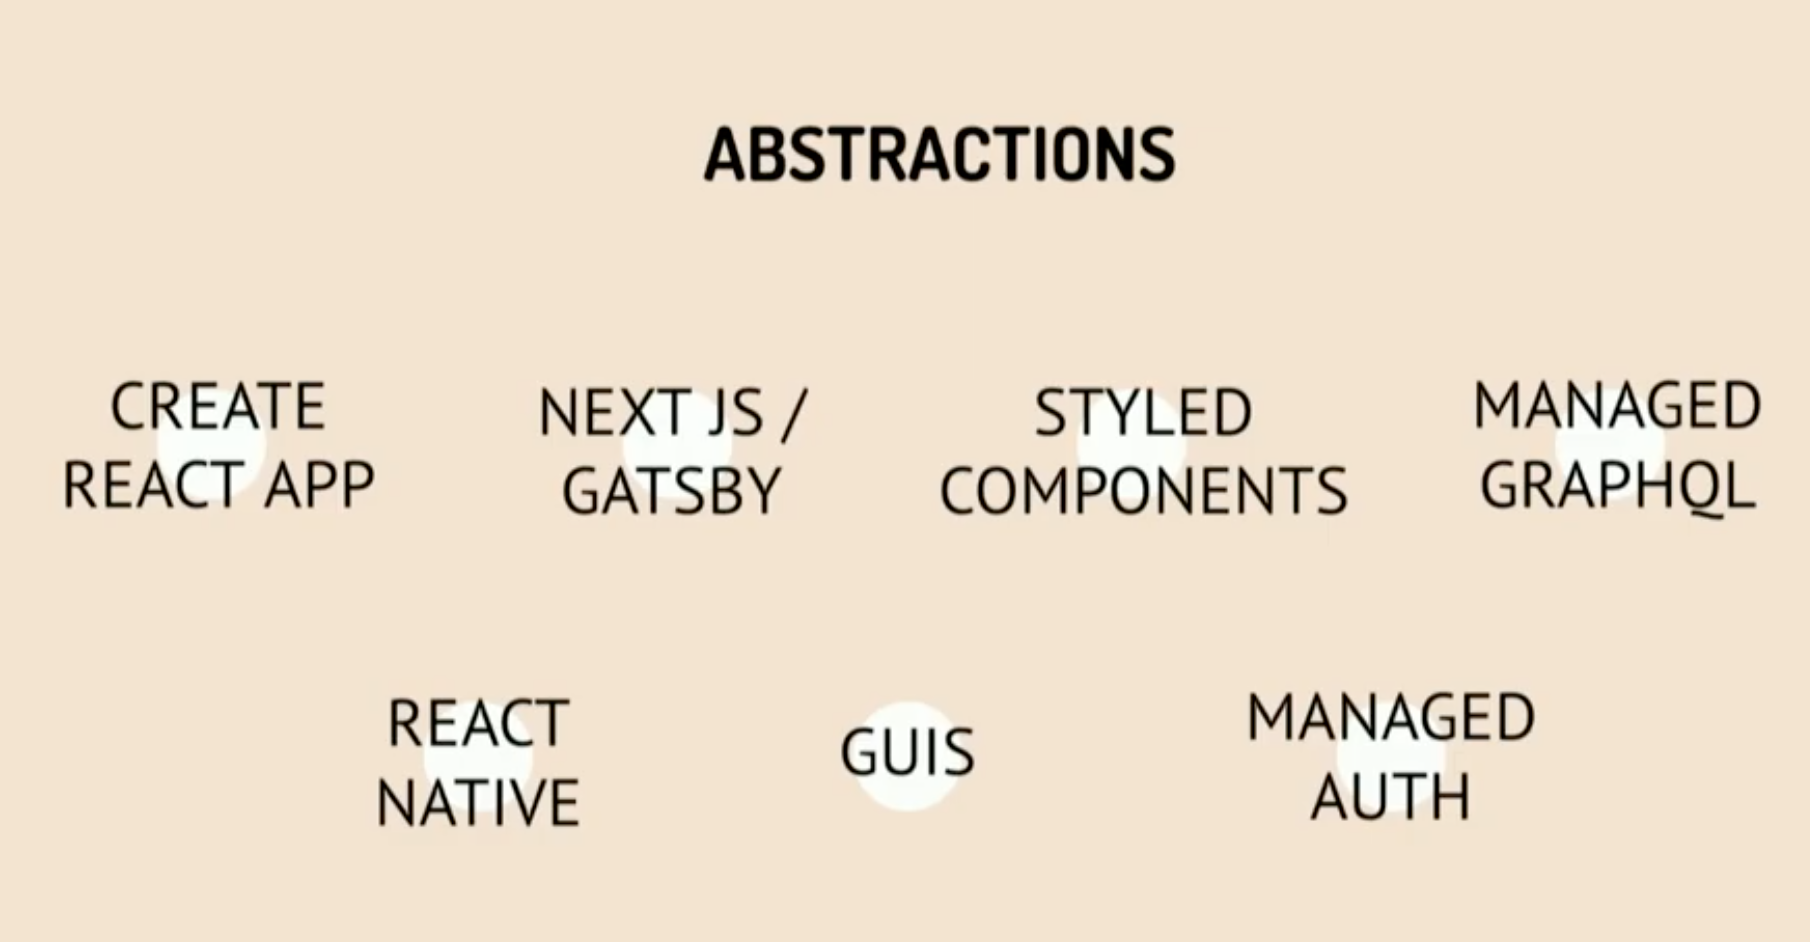 ABSTRACTIONS
CREATE
REACT APP
NEXT JS /
GATSBY
STYLED
COMPONENTS
MANAGED
GRAPHQL
REACT
NATIVE
GUIS
MANAGED
AUTH